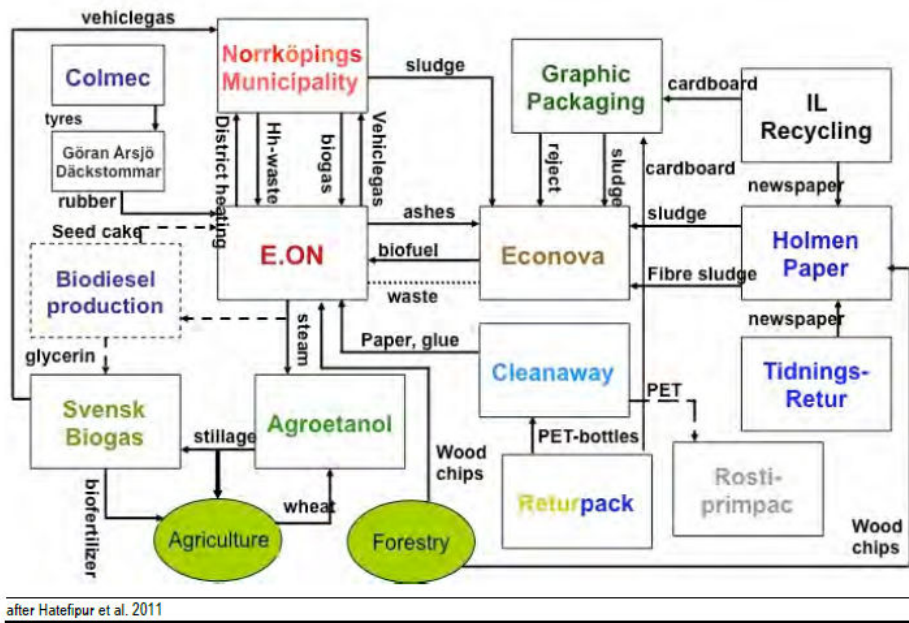 vehiclegas
Colmec
Norrköpings
Municipality
sludge
Graphic
Packaging
cardboard
IL
Recycling
tyres
Göran Arsjö
Däckstommar
District heating
Hh-waste
biogas
Vehiclegas
reject
sludge
cardboard
newspaper
rubber
Seed cake
ashes
sludge
E.ON
biofuel
Econova
Holmen
Paper
Biodiesel
production
waste
Fibre sludge
steam
newspaper
glycerin
Paper, glue
Cleanaway
PET
Tidnings-
Retur
Svensk
Biogas
stillage
Agroetanol
Wood
chips
PET-bottles
Rosti-
primpac
biofertilizer
wheat
Returpack
Agriculture
Forestry
Wood
chips
after Hatefipur et al. 2011